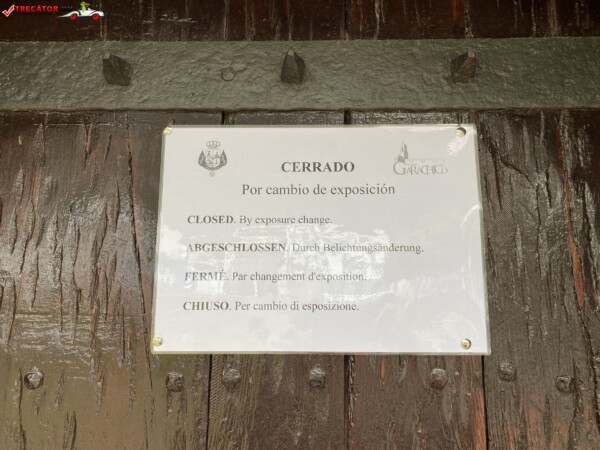 TRECĂTOR
GARACHICO
CERRADO
Por cambio de exposición
CLOSED. By exposure change.
ABGESCHLOSSEN. Durch Belichtungsänderung.
FERMÉ. Par changement d'exposition.
CHIUSO. Per cambio di esposizione.